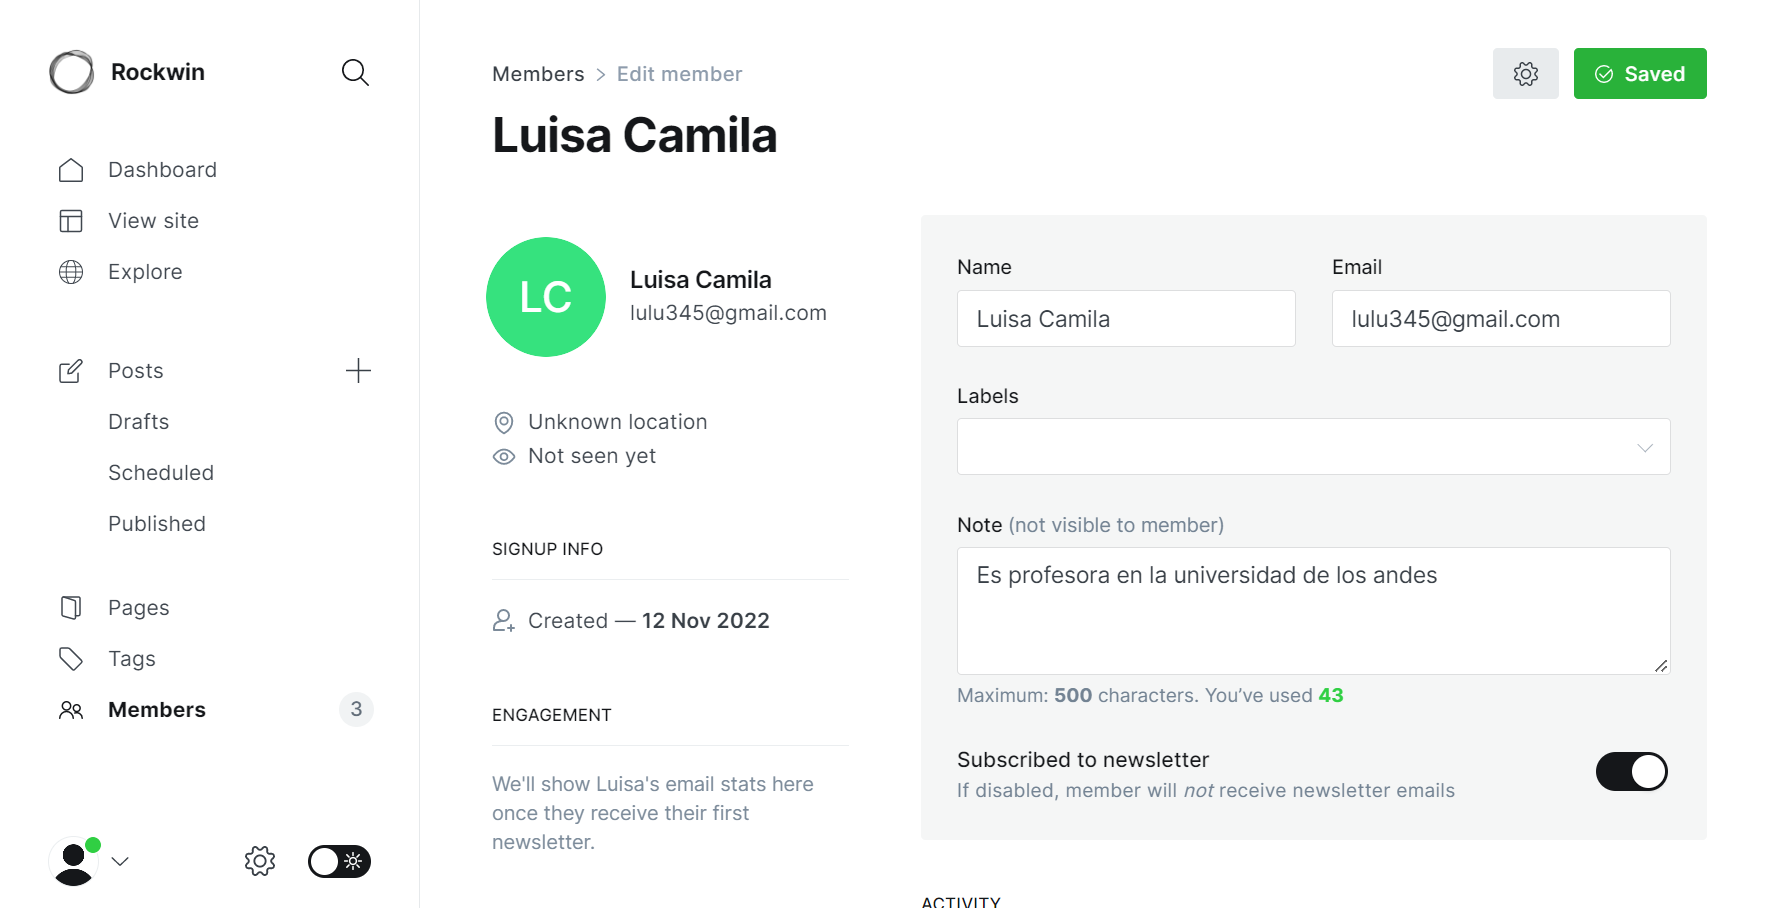 Rockwin
Dashboard
View site
Explore
Posts
Drafts
Scheduled
Published
Pages
Tags
Members 3
Members > Edit member
Saved
Luisa Camila
LC
Luisa Camila
lulu345@gmail.com
Unknown location
Not seen yet
SIGNUP INFO
Created — 12 Nov 2022
ENGAGEMENT
We'll show Luisa's email stats here
once they receive their first
newsletter.
Name
Luisa Camila
Email
lulu345@gmail.com
Labels
Note (not visible to member)
Es profesora en la universidad de los andes
Maximum: 500 characters. You’ve used 43
Subscribed to newsletter
If disabled, member will not receive newsletter emails
ACTIVITY